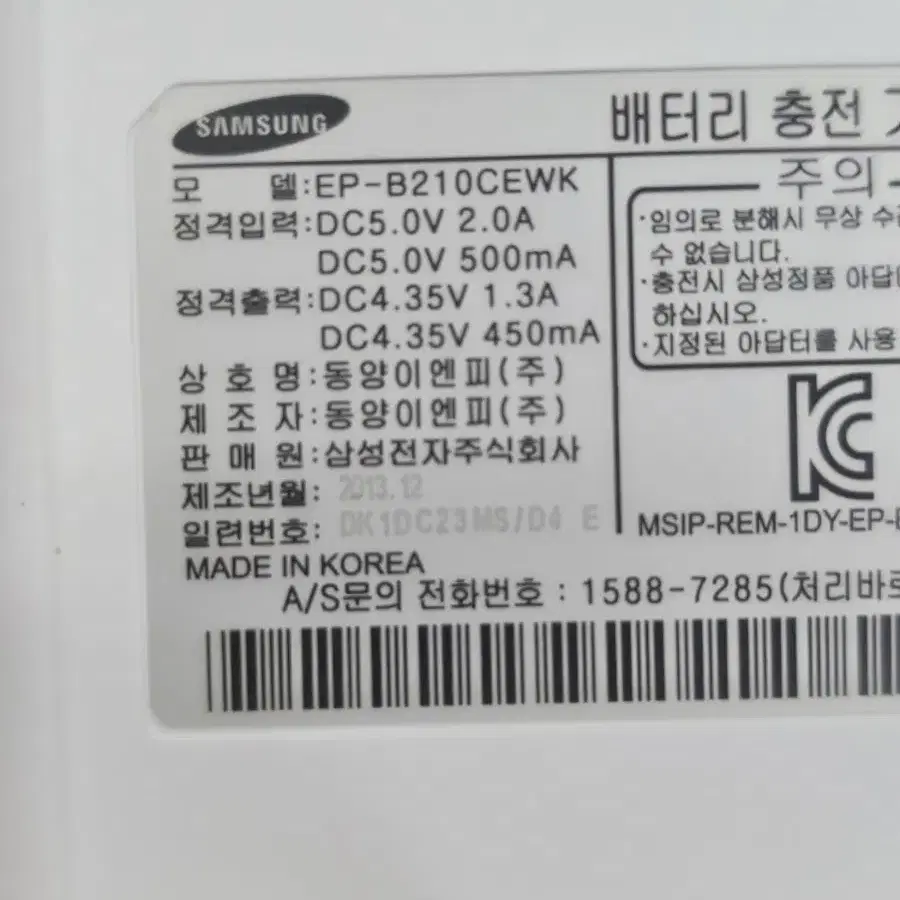 SAMSUNG
배터리 충전
모 델:EP-B210CEWK
정격입력:DC5.0V 2.0A
DC5.0V 500mA
정격출력:DC4.35V 1.3A
DC4.35V 450mA
상 호 명:동양이엔피(주)
제 조 자:동양이엔피(주)
판 매 원:삼성전자주식회사
제조년월: 2013.12
일련번호: DK1DC23MS/D4 E
MADE IN KOREA
주의
·임의로 분해시 무상
수 없습니다.
·충전시 삼성정품
하십시오.
·지정된 아답터를 사용
MSIP-REM-1DY-EP-
A/S문의 전화번호 : 1588-7285(처리바로